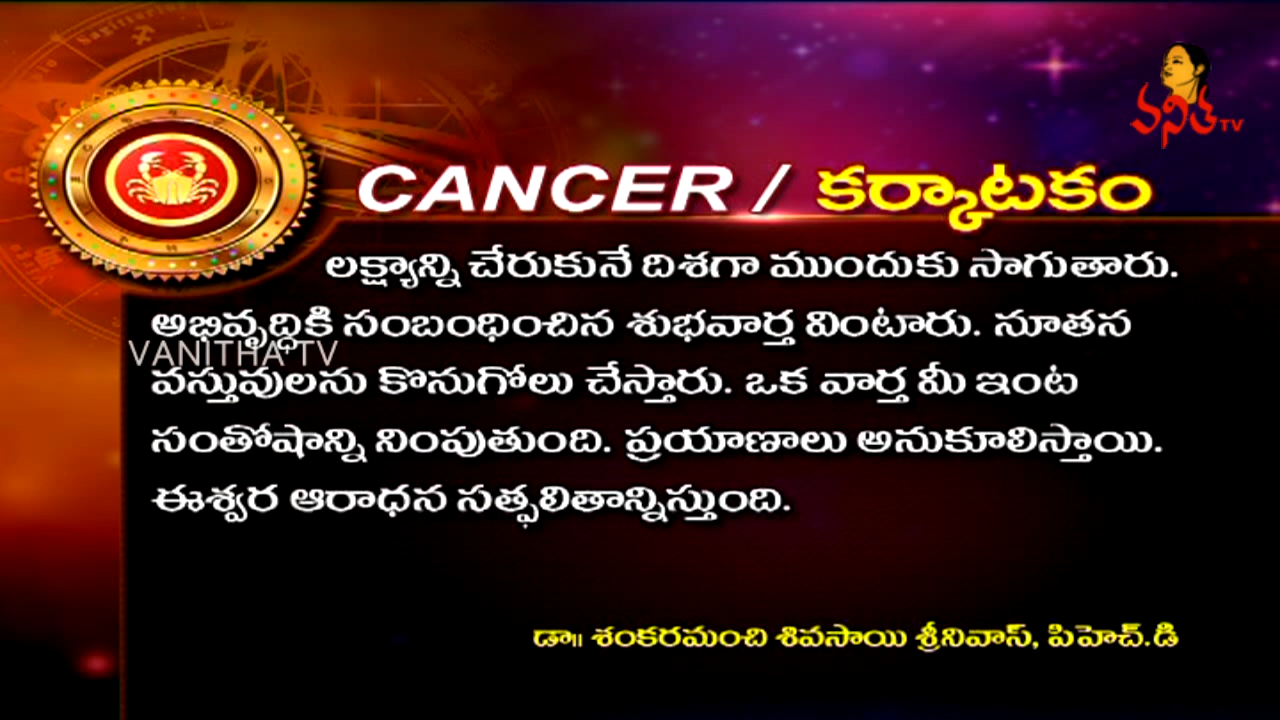 వనిత TV
CANCER / కర్కాటకం
లక్ష్యాన్ని చేరుకునే దిశగా ముందుకు సాగుతారు.
అభివృద్ధికి సంబంధించిన శుభవార్త వింటారు. నూతన
VANITHA TV
వస్తువులను కొనుగోలు చేస్తారు. ఒక వార్త మీ ఇంట
సంతోషాన్ని నింపుతుంది. ప్రయాణాలు అనుకూలిస్తాయి.
ఈశ్వర ఆరాధన సత్ఫలితాన్నిస్తుంది.
డా॥ శంకరమంచి శివసాయి శ్రీనివాస్, పిహెచ్.డి